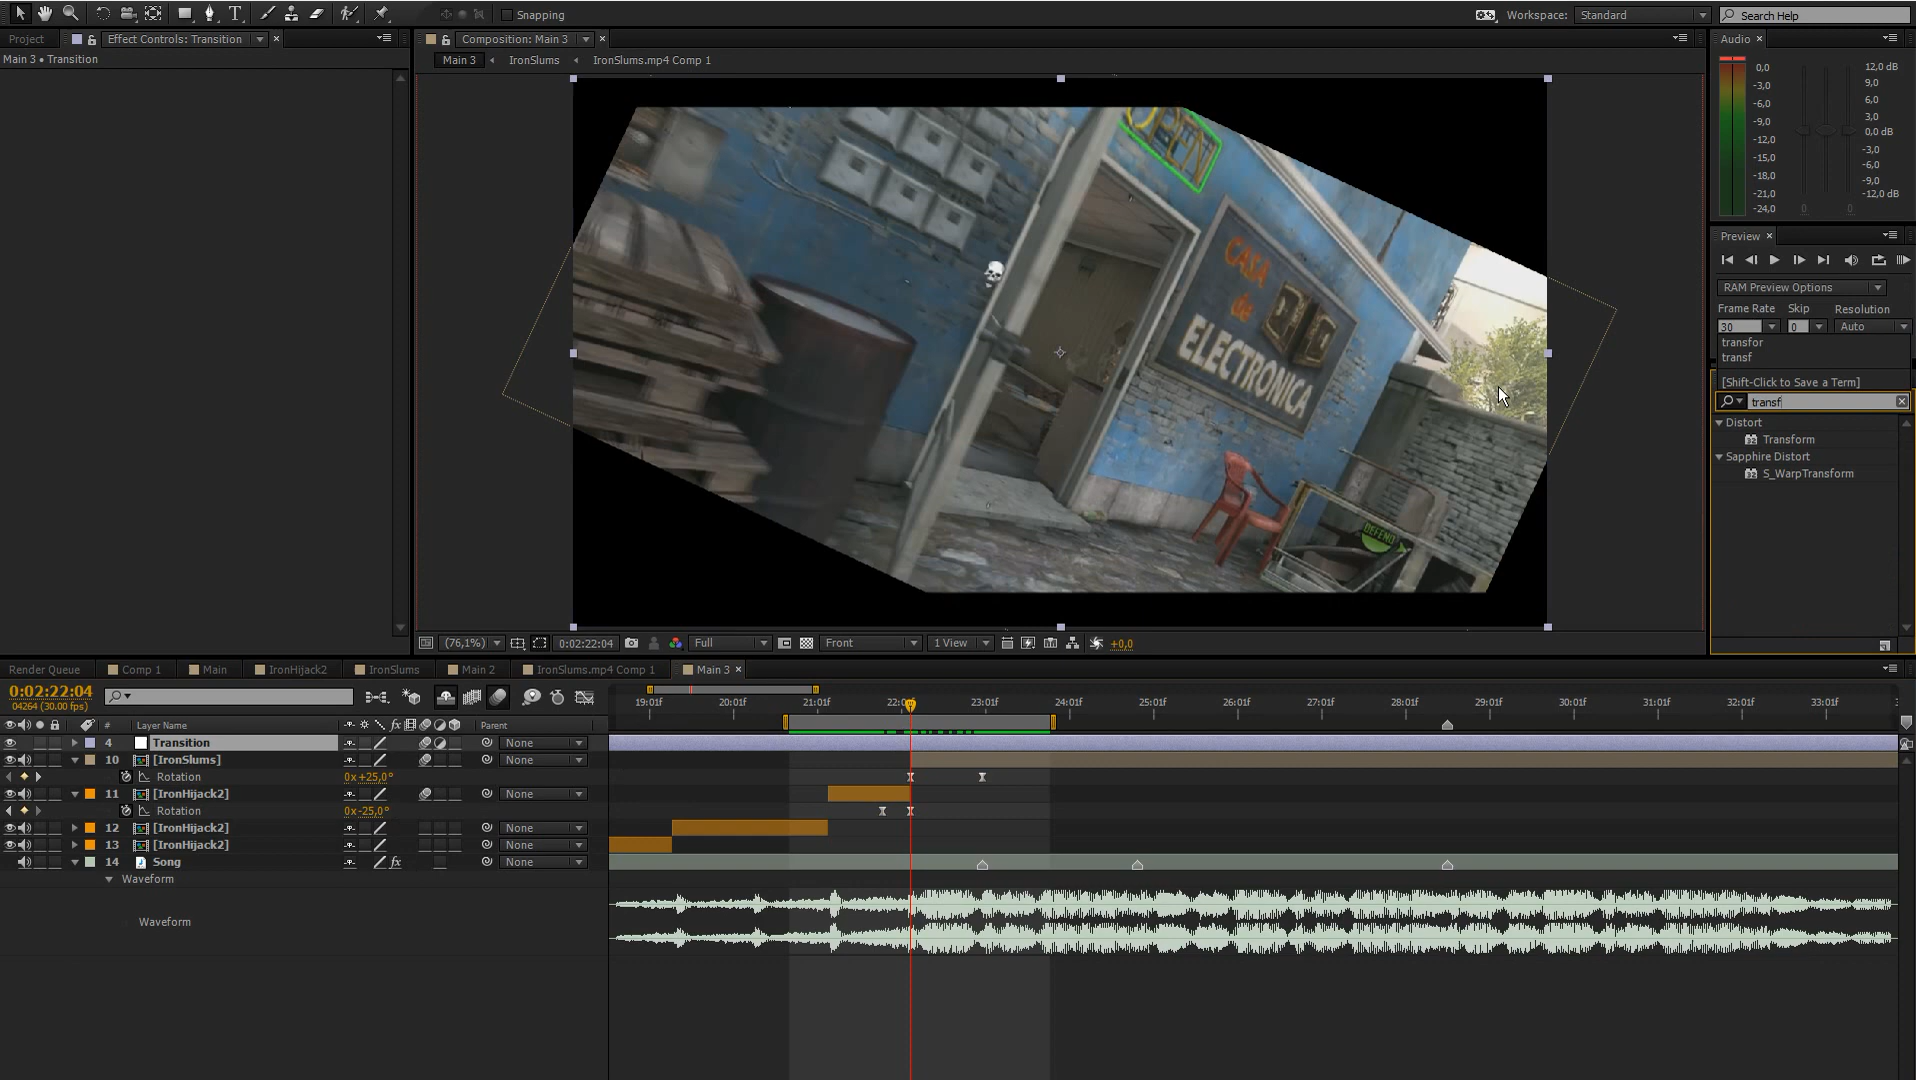 Snapping
Workspace: Standard
Search Help
Project
Effect Controls: Transition
Composition: Main 3
Audio
Main 3 • Transition
Main 3
IronSlums
IronSlums.mp4 Comp 1
0,0
-3,0
-6,0
-9,0
-12,0
-15,0
-18,0
-21,0
-24,0
12,0 dB
9,0
6,0
3,0
0,0 dB
-3,0
-6,0
-9,0
-12,0 dB
0
0
OPEN
CASA
de
ELECTRONICA
DEFEND
Preview
RAM Preview Options
Frame Rate
Skip
Resolution
30
0
Auto
transfor
transf
[Shift-Click to Save a Term]
transf
Distort
Transform
Sapphire Distort
S_WarpTransform
(76,1%)
0:02:22:04
Full
Front
1 View
+0,0
Render Queue
Comp 1
Main
IronHijack2
IronSlums
Main 2
IronSlums.mp4 Comp 1
Main 3
0:02:22:04
04264 (30.00 fps)
19:01f
20:01f
21:01f
22:01f
23:01f
24:01f
25:01f
26:01f
27:01f
28:01f
29:01f
30:01f
31:01f
32:01f
33:01f
#
Layer Name
fx
Parent
4
Transition
None
10
[IronSlums]
None
Rotation
0x+25,0°
11
[IronHijack2]
None
Rotation
0x-25,0°
12
[IronHijack2]
None
13
[IronHijack2]
None
14
Song
fx
None
Waveform
Waveform